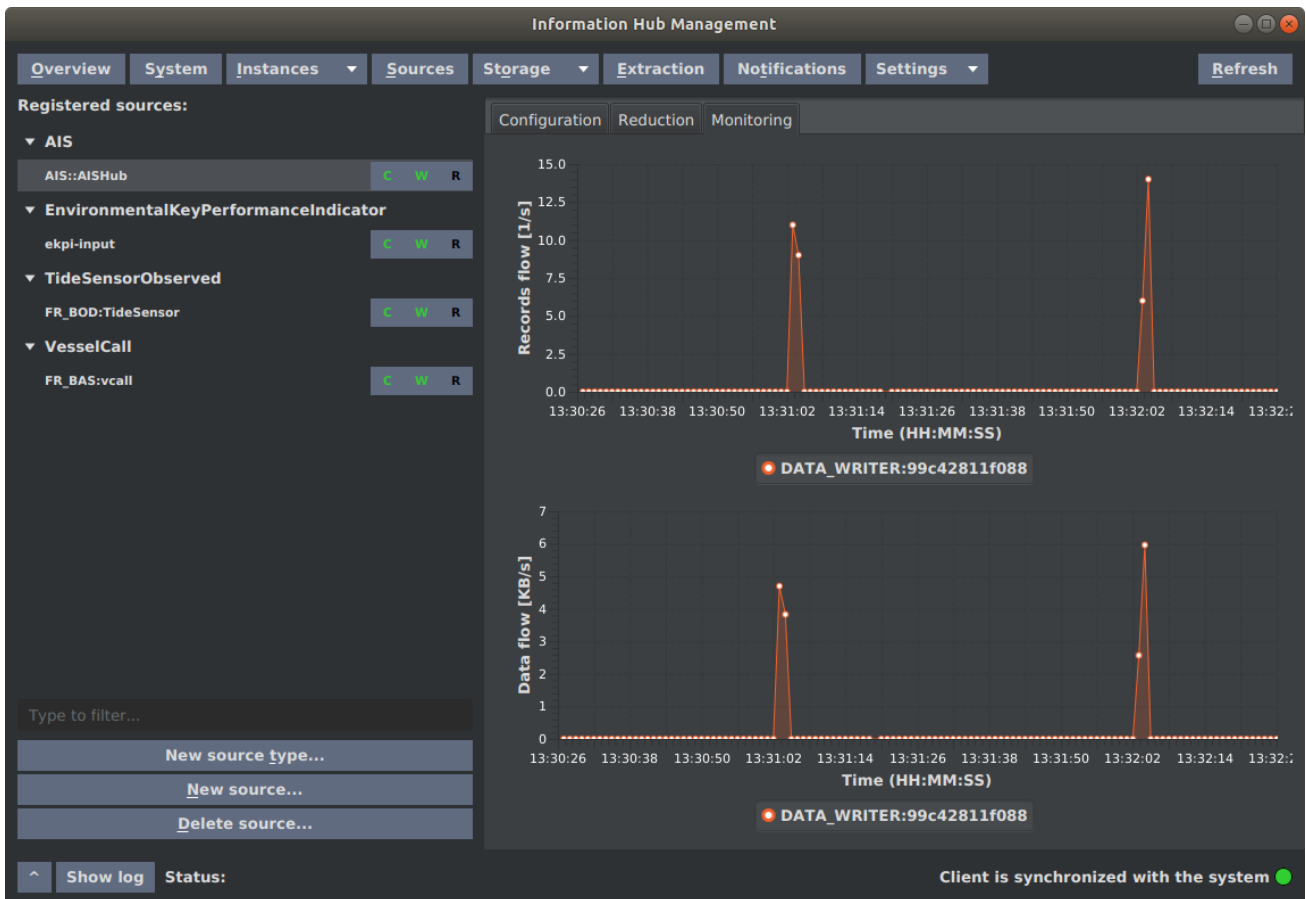 Information Hub Management
Overview System Instances Sources Storage Extraction Notifications Settings Refresh
Registered sources:
AIS
AIS::AISHub C W R
EnvironmentalKeyPerformanceIndicator
ekpi-input C W R
TideSensorObserved
FR_BOD:TideSensor C W R
VesselCall
FR_BAS:vcall C W R
Type to filter...
New source type...
New source...
Delete source...
Configuration Reduction Monitoring
Records flow [1/s]
15.0
12.5
10.0
7.5
5.0
2.5
0.0
13:30:26 13:30:38 13:30:50 13:31:02 13:31:14 13:31:26 13:31:38 13:31:50 13:32:02 13:32:14 13:32:2
Time (HH:MM:SS)
DATA_WRITER:99c42811f088
Data flow [KB/s]
7
6
5
4
3
2
1
0
13:30:26 13:30:38 13:30:50 13:31:02 13:31:14 13:31:26 13:31:38 13:31:50 13:32:02 13:32:14 13:32:2
Time (HH:MM:SS)
DATA_WRITER:99c42811f088
^ Show log Status: Client is synchronized with the system